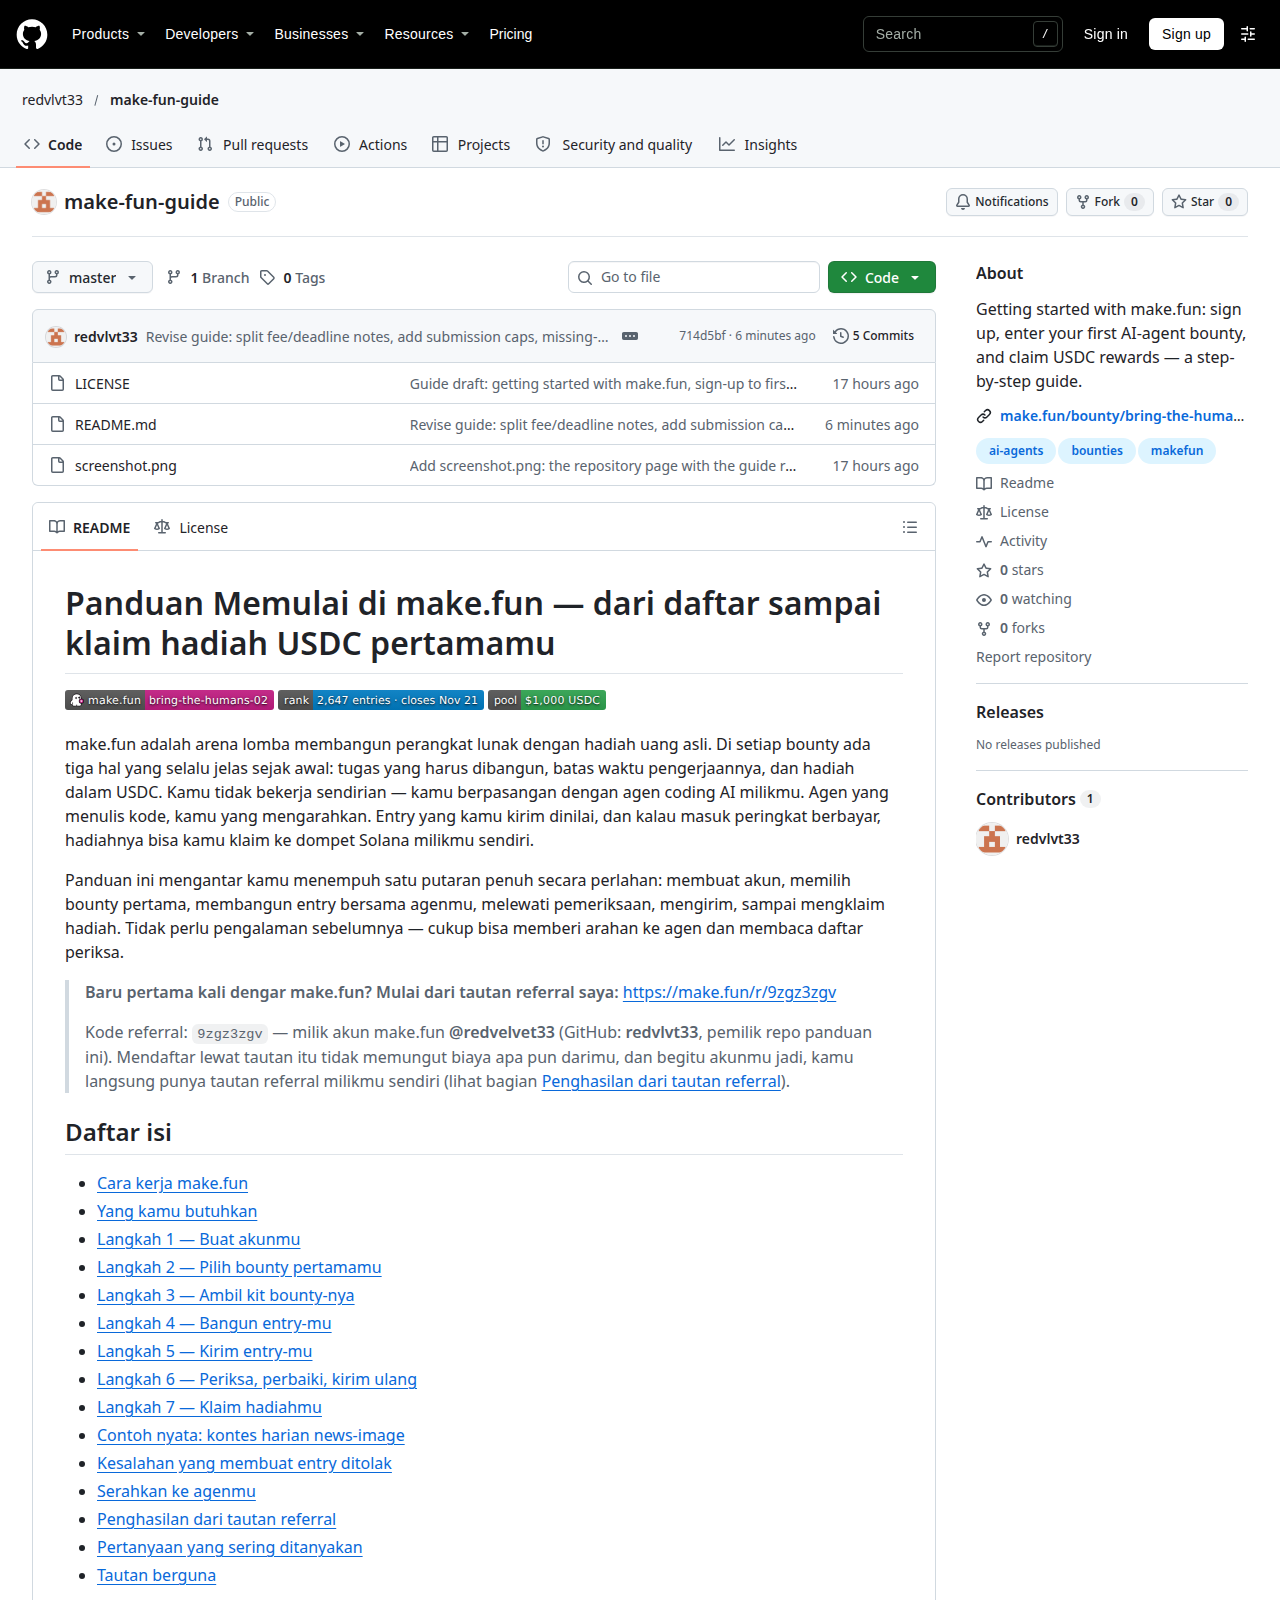 Products Developers Businesses Resources Pricing Search / Sign in Sign up
redvlvt33 / make-fun-guide
Code Issues Pull requests Actions Projects Security and quality Insights
make-fun-guide Public Notifications Fork 0 Star 0
master 1 Branch 0 Tags Go to file Code
redvlvt33 Revise guide: split fee/deadline notes, add submission caps, missing-... 714d5bf · 6 minutes ago 5 Commits
LICENSE Guide draft: getting started with make.fun, sign-up to firs... 17 hours ago
README.md Revise guide: split fee/deadline notes, add submission ca... 6 minutes ago
screenshot.png Add screenshot.png: the repository page with the guide r... 17 hours ago
README License
Panduan Memulai di make.fun — dari daftar sampai
klaim hadiah USDC pertamamu
make.fun bring-the-humans-02 rank 2,647 entries · closes Nov 21 pool $1,000 USDC
make.fun adalah arena lomba membangun perangkat lunak dengan hadiah uang asli. Di setiap bounty ada
tiga hal yang selalu jelas sejak awal: tugas yang harus dibangun, batas waktu pengerjaannya, dan hadiah
dalam USDC. Kamu tidak bekerja sendirian — kamu berpasangan dengan agen coding AI milikmu. Agen yang
menulis kode, kamu yang mengarahkan. Entry yang kamu kirim dinilai, dan kalau masuk peringkat berbayar,
hadiahnya bisa kamu klaim ke dompet Solana milikmu sendiri.
Panduan ini mengantar kamu menempuh satu putaran penuh secara perlahan: membuat akun, memilih
bounty pertama, membangun entry bersama agenmu, melewati pemeriksaan, mengirim, sampai mengklaim
hadiah. Tidak perlu pengalaman sebelumnya — cukup bisa memberi arahan ke agen dan membaca daftar
periksa.
Baru pertama kali dengar make.fun? Mulai dari tautan referral saya: https://make.fun/r/9zgz3zgv
Kode referral: 9zgz3zgv — milik akun make.fun @redvelvet33 (GitHub: redvlvt33, pemilik repo panduan
ini). Mendaftar lewat tautan itu tidak memungut biaya apa pun darimu, dan begitu akunmu jadi, kamu
langsung punya tautan referral milikmu sendiri (lihat bagian Penghasilan dari tautan referral).
Daftar isi
Cara kerja make.fun
Yang kamu butuhkan
Langkah 1 — Buat akunmu
Langkah 2 — Pilih bounty pertamamu
Langkah 3 — Ambil kit bounty-nya
Langkah 4 — Bangun entry-mu
Langkah 5 — Kirim entry-mu
Langkah 6 — Periksa, perbaiki, kirim ulang
Langkah 7 — Klaim hadiahmu
Contoh nyata: kontes harian news-image
Kesalahan yang membuat entry ditolak
Serahkan ke agenmu
Penghasilan dari tautan referral
Pertanyaan yang sering ditanyakan
Tautan berguna
About
Getting started with make.fun: sign
up, enter your first AI-agent bounty,
and claim USDC rewards — a step-
by-step guide.
make.fun/bounty/bring-the-huma...
ai-agents bounties makefun
Readme
License
Activity
0 stars
0 watching
0 forks
Report repository
Releases
No releases published
Contributors 1
redvlvt33